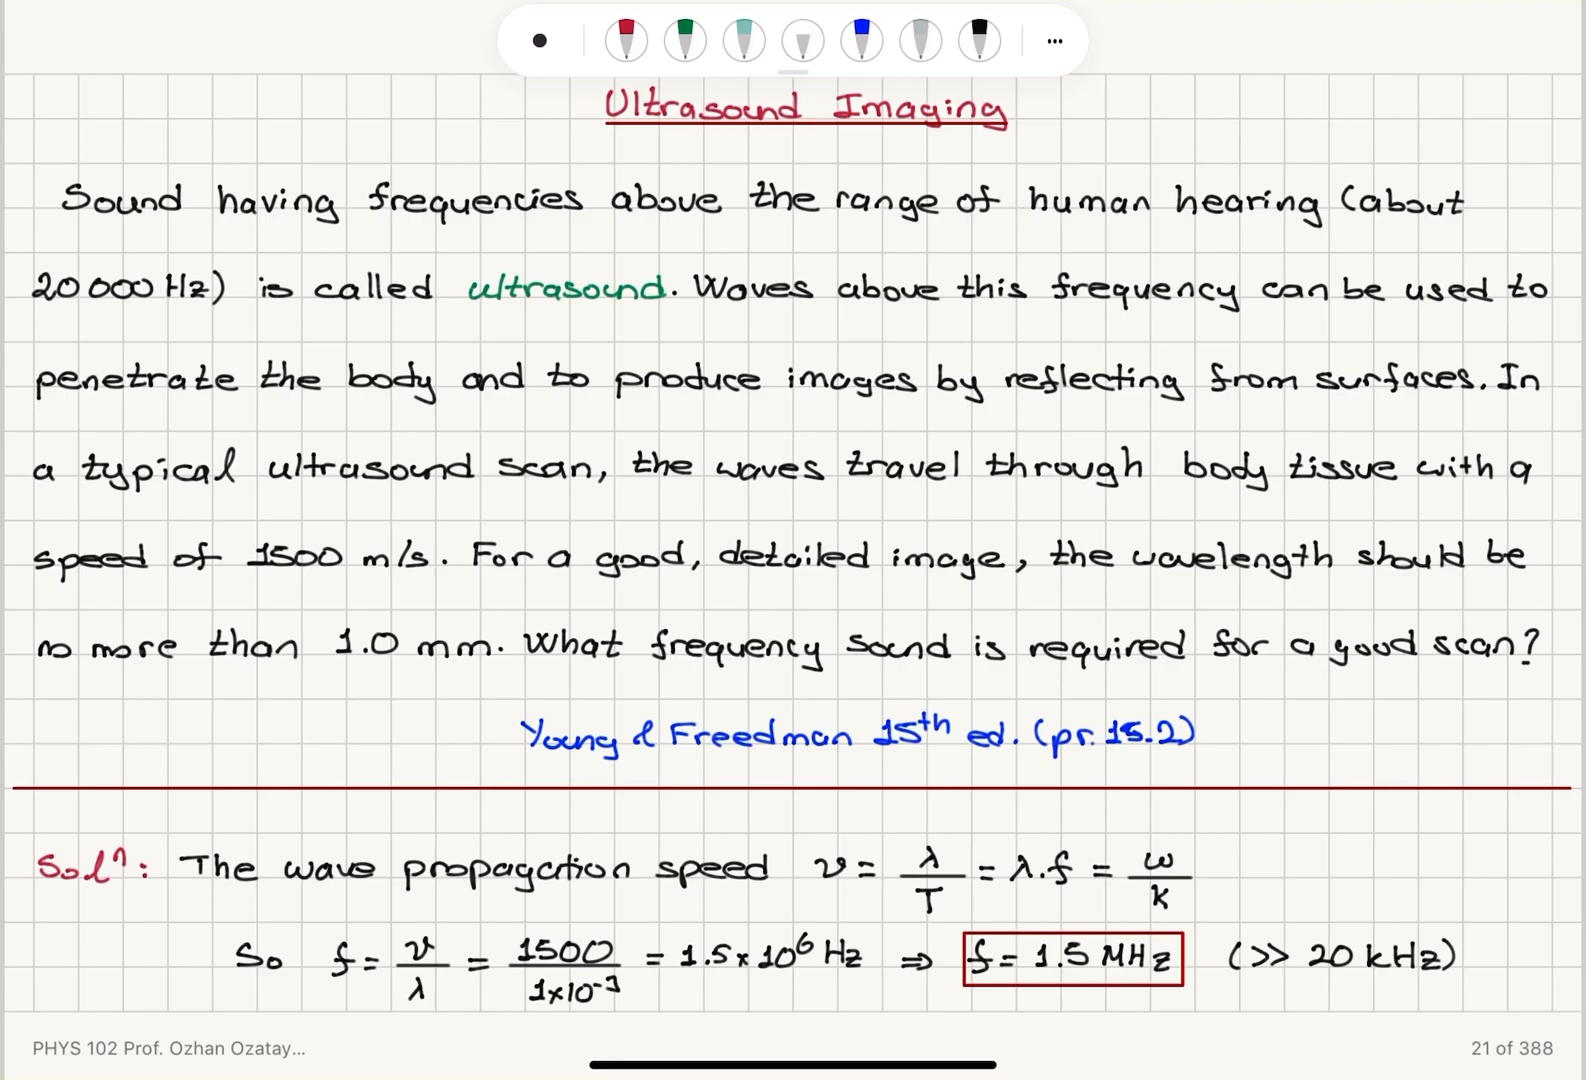 Ultrasound Imaging
Sound having frequencies above the range of human hearing (about
20 000 Hz) is called ultrasound. Waves above this frequency can be used to
penetrate the body and to produce images by reflecting from surfaces. In
a typical ultrasound scan, the waves travel through body tissue with a
speed of 1500 m/s. For a good, detailed image, the wavelength should be
no more than 1.0 mm. What frequency sound is required for a good scan?
Young & Freedman 15th ed. (pr. 15.2)
Solⁿ: The wave propagation speed v = λ/T = λ.f = ω/k
So f = v/λ = 1500/1x10⁻³ = 1.5 x 10⁶ Hz ⇒ f = 1.5 MHz (>> 20 kHz)
PHYS 102 Prof. Ozhan Ozatay...
21 of 388